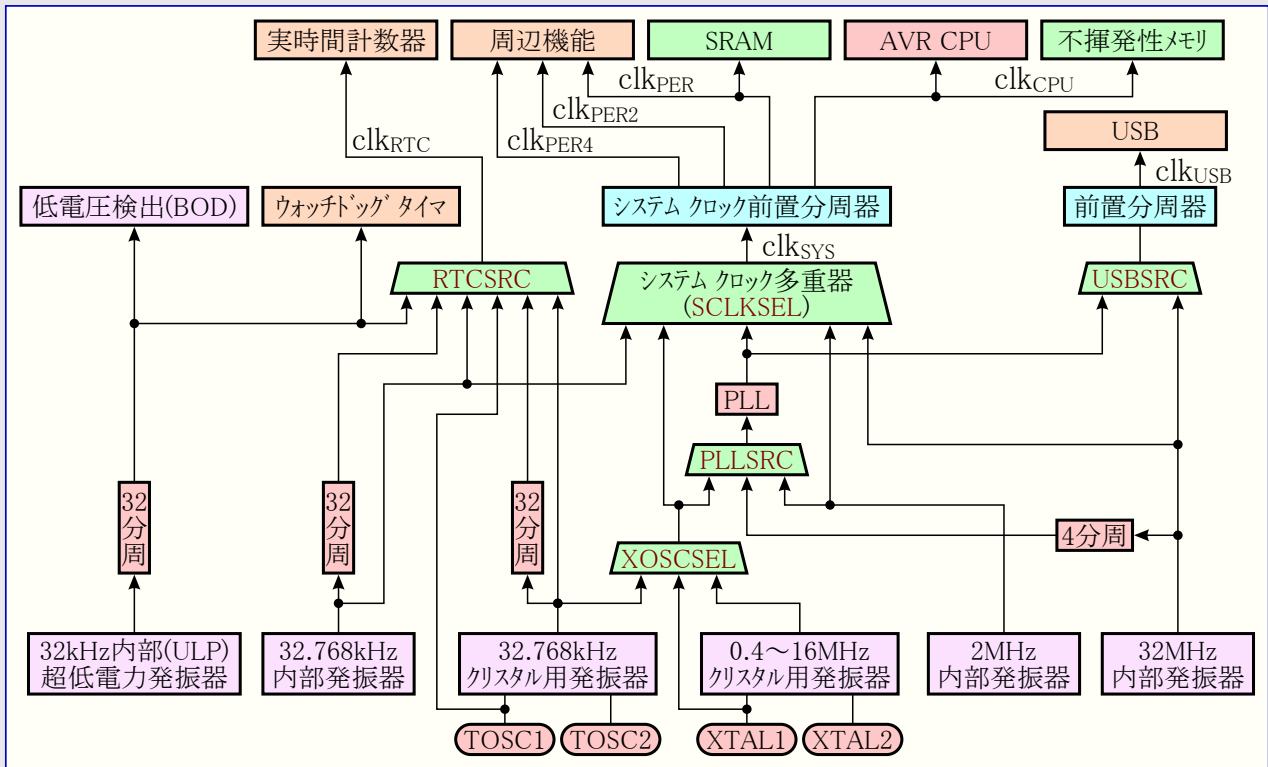 実時間計数器
周辺機能
SRAM
AVR CPU
不揮発性メモリ
clkPER
clkCPU
clkPER2
clkRTC
clkPER4
USB
clkUSB
低電圧検出(BOD)
ウォッチドッグ タイマ
システム クロック前置分周器
前置分周器
clkSYS
RTCSRC
システム クロック多重器
(SCLKSEL)
USBSRC
PLL
PLLSRC
32
分
周
32
分
周
32
分
周
4分周
XOSCSEL
32kHz内部(ULP)
超低電力発振器
32.768kHz
内部発振器
32.768kHz
クリスタル用発振器
0.4～16MHz
クリスタル用発振器
2MHz
内部発振器
32MHz
内部発振器
TOSC1
TOSC2
XTAL1
XTAL2